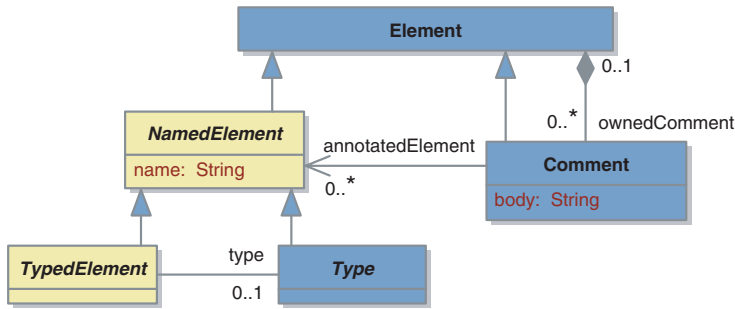 Element
0..1
0..*
ownedComment
NamedElement
name: String
annotatedElement
0..*
Comment
body: String
TypedElement
type
0..1
Type